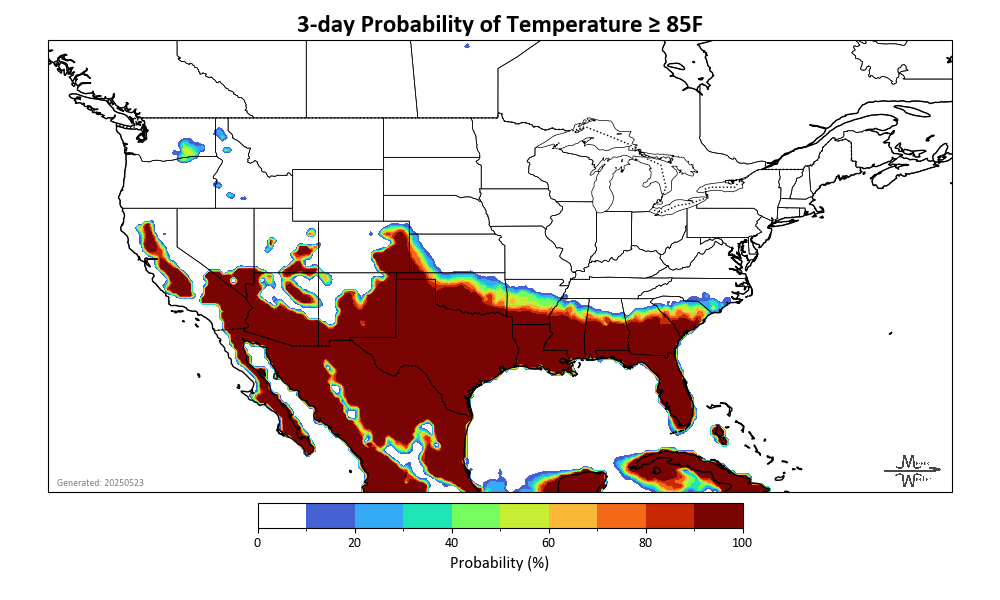 3-day Probability of Temperature ≥ 85F
Generated: 20250523
0 20 40 60 80 100
Probability (%)